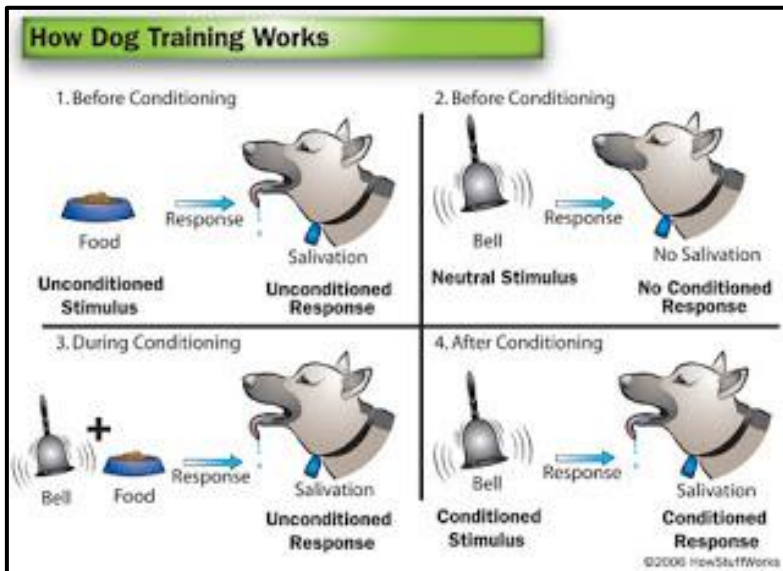 How Dog Training Works
1. Before Conditioning
Food
Response
Salivation
Unconditioned
Stimulus
Unconditioned
Response
2. Before Conditioning
Bell
Response
No Salivation
Neutral Stimulus
No Conditioned
Response
3. During Conditioning
Bell
+
Food
Response
Salivation
Unconditioned
Response
4. After Conditioning
Bell
Response
Salivation
Conditioned
Stimulus
Conditioned
Response
©2006 HowStuffWorks